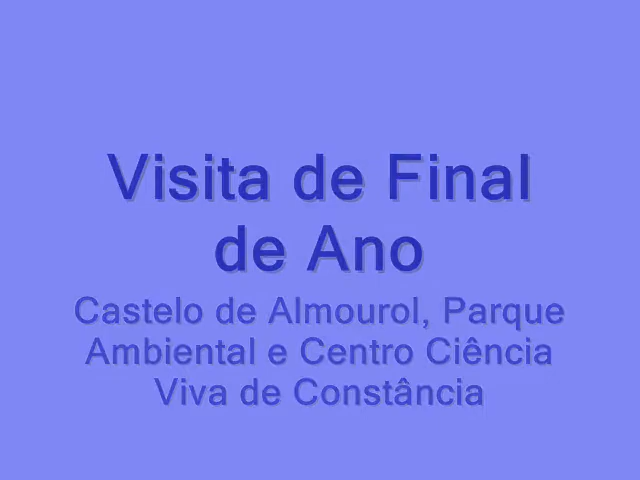 Visita de Final
de Ano
Castelo de Almourol, Parque
Ambiental e Centro Ciência
Viva de Constância